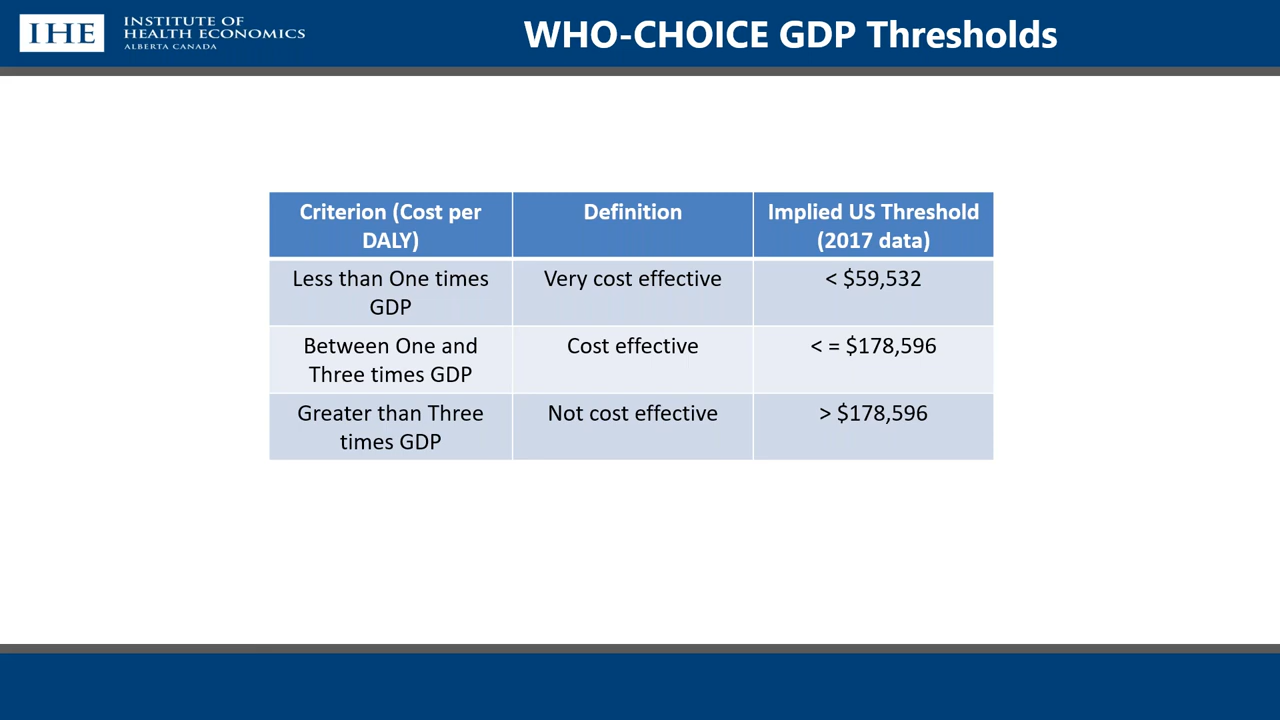 IHE
INSTITUTE OF
HEALTH ECONOMICS
ALBERTA CANADA
WHO-CHOICE GDP Thresholds
Criterion (Cost per
DALY)
Definition
Implied US Threshold
(2017 data)
Less than One times
GDP
Very cost effective
< $59,532
Between One and
Three times GDP
Cost effective
< = $178,596
Greater than Three
times GDP
Not cost effective
> $178,596